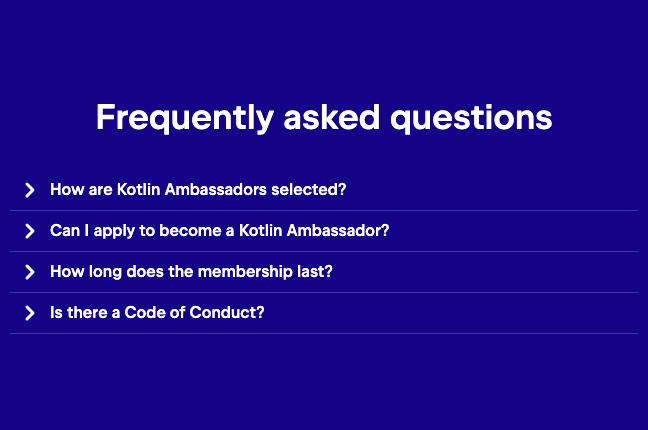 Frequently asked questions
How are Kotlin Ambassadors selected?
Can I apply to become a Kotlin Ambassador?
How long does the membership last?
Is there a Code of Conduct?